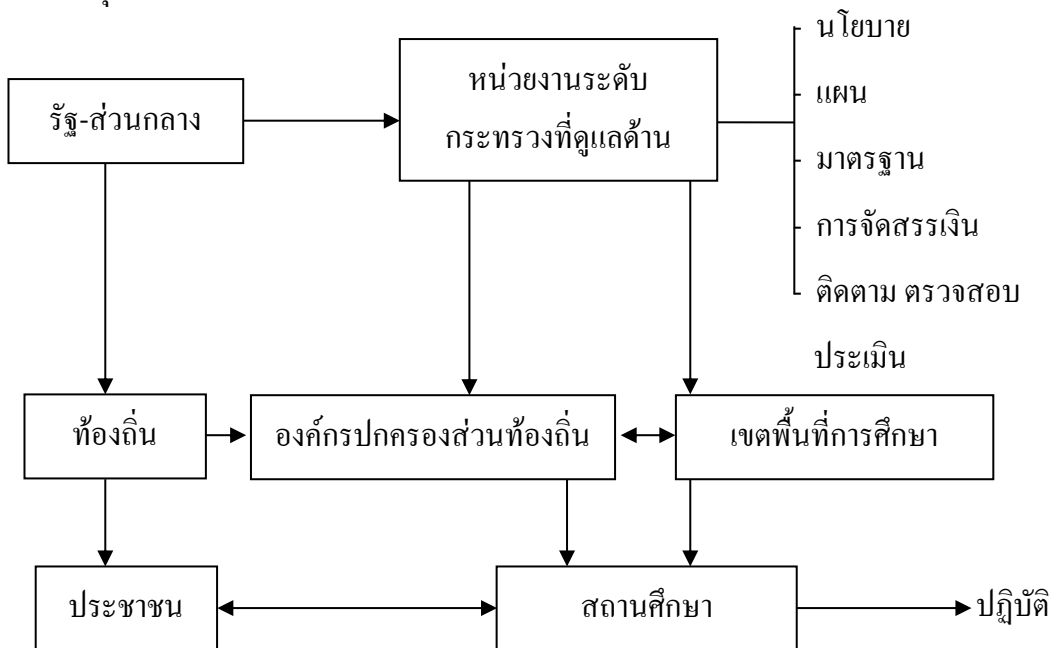 รัฐ-ส่วนกลาง
หน่วยงานระดับ
กระทรวงที่ดูแลด้าน
นโยบาย
แผน
มาตรฐาน
การจัดสรรเงิน
ติดตาม ตรวจสอบ
ประเมิน
ท้องถิ่น
องค์กรปกครองส่วนท้องถิ่น
เขตพื้นที่การศึกษา
ประชาชน
สถานศึกษา
ปฏิบัติ